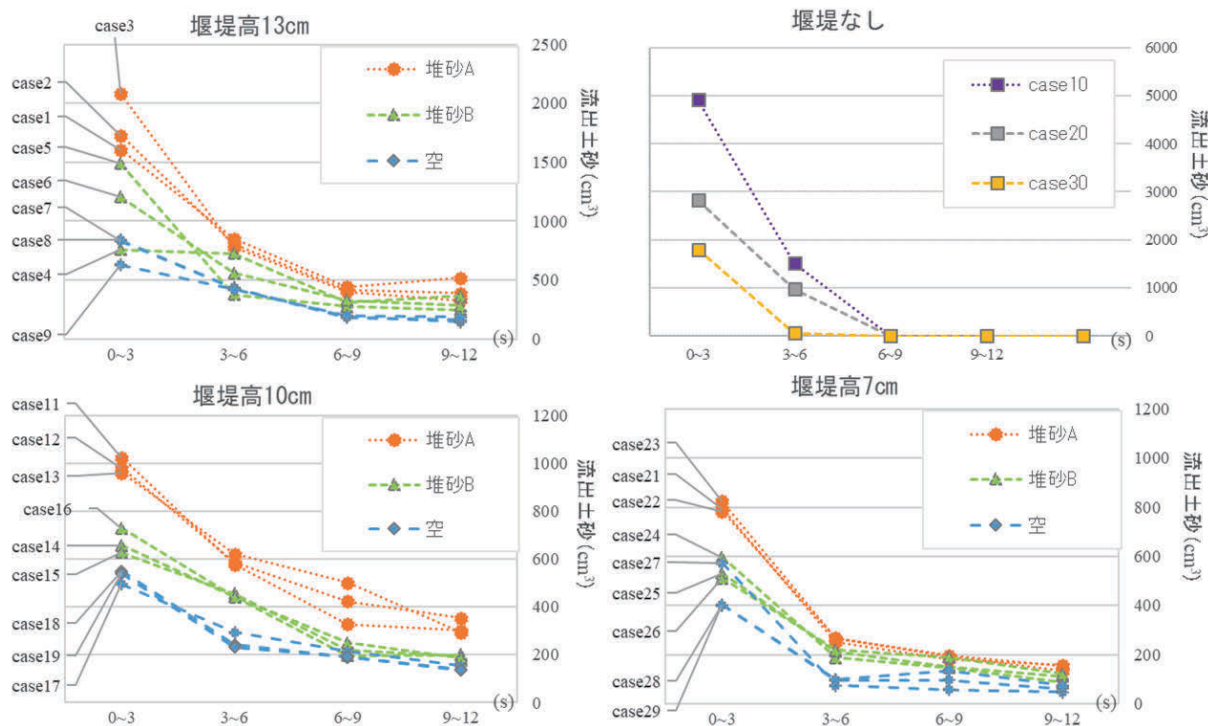 堰堤高13cm
case3
case2
case1
case5
case6
case7
case8
case4
case9
堆砂A
堆砂B
空
2500
2000
1500
1000
500
0
流出土砂(cm³)
0~3
3~6
6~9
9~12
(s)
堰堤なし
case10
case20
case30
6000
5000
4000
3000
2000
1000
0
流出土砂(cm³)
0~3
3~6
6~9
9~12
(s)
堰堤高10cm
case11
case12
case13
case16
case14
case15
case18
case19
case17
堆砂A
堆砂B
空
1200
1000
800
600
400
200
0
流出土砂(cm³)
0~3
3~6
6~9
9~12
(s)
堰堤高7cm
case23
case21
case22
case24
case27
case25
case26
case28
case29
堆砂A
堆砂B
空
1200
1000
800
600
400
200
0
流出土砂(cm³)
0~3
3~6
6~9
9~12
(s)